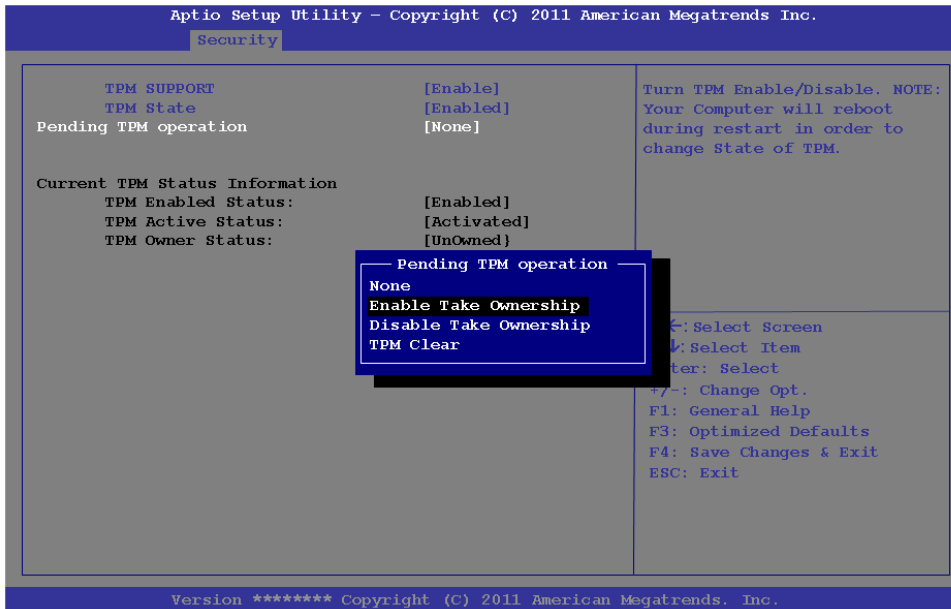 Aptio Setup Utility – Copyright (C) 2011 American Megatrends Inc.
Security
TPM SUPPORT [Enable]
TPM State [Enabled]
Pending TPM operation [None]
Current TPM Status Information
TPM Enabled Status: [Enabled]
TPM Active Status: [Activated]
TPM Owner Status: [UnOwned}
Pending TPM operation
None
Enable Take Ownership
Disable Take Ownership
TPM Clear
Turn TPM Enable/Disable. NOTE:
Your Computer will reboot
during restart in order to
change State of TPM.
←:Select Screen
↓:Select Item
ter: Select
+/-: Change Opt.
F1: General Help
F3: Optimized Defaults
F4: Save Changes & Exit
ESC: Exit
Version ******** Copyright (C) 2011 American Megatrends. Inc.